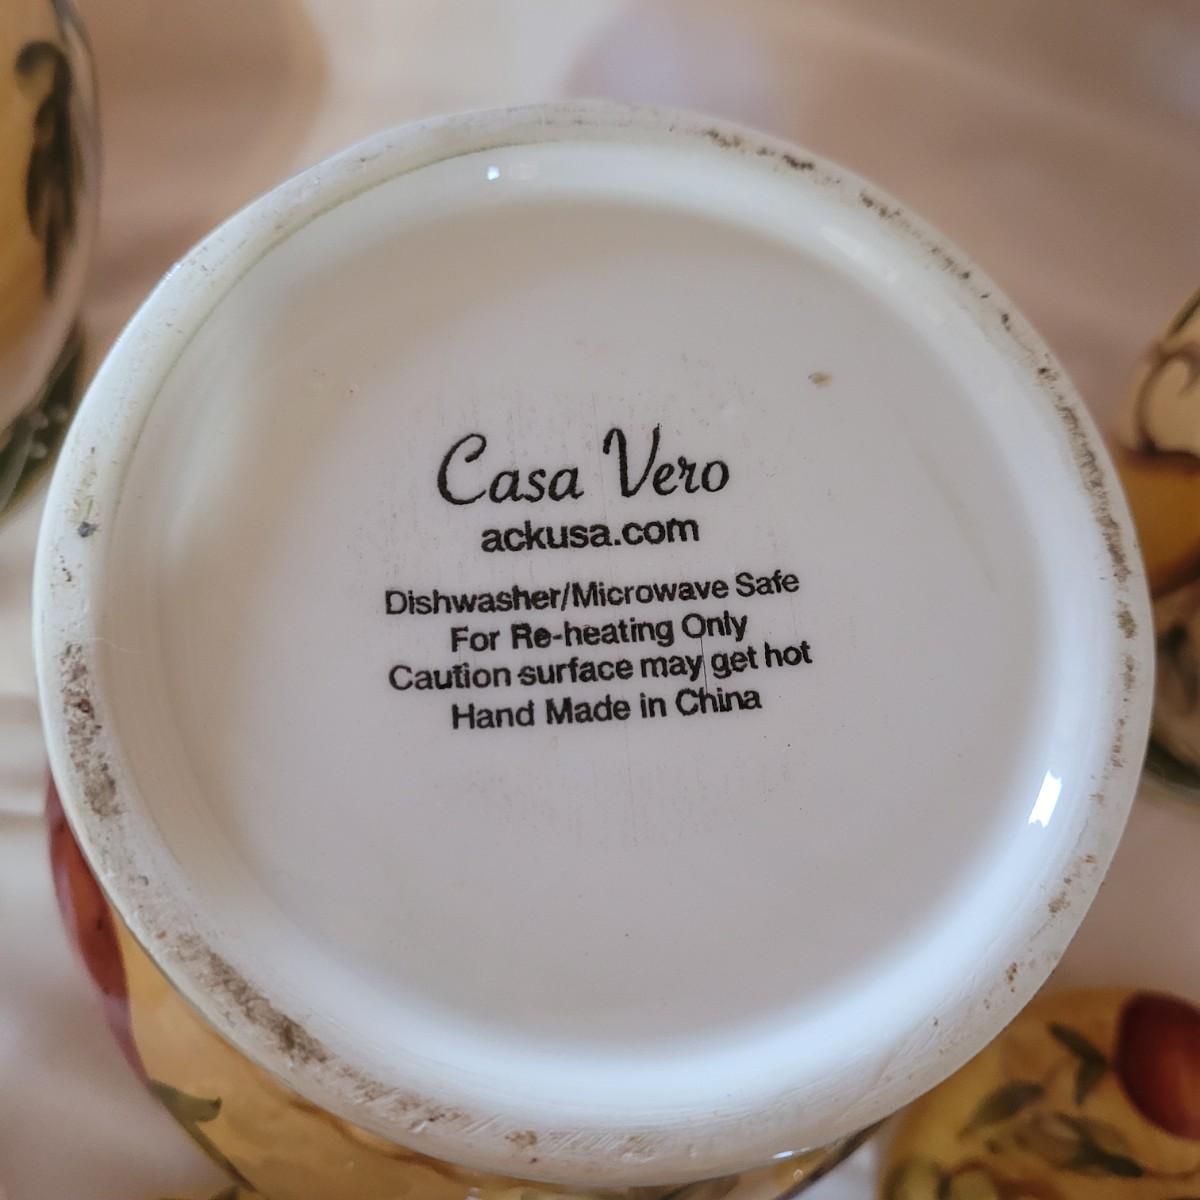 Casa Vero
ackusa.com
Dishwasher/Microwave Safe
For Re-heating Only
Caution surface may get hot
Hand Made in China